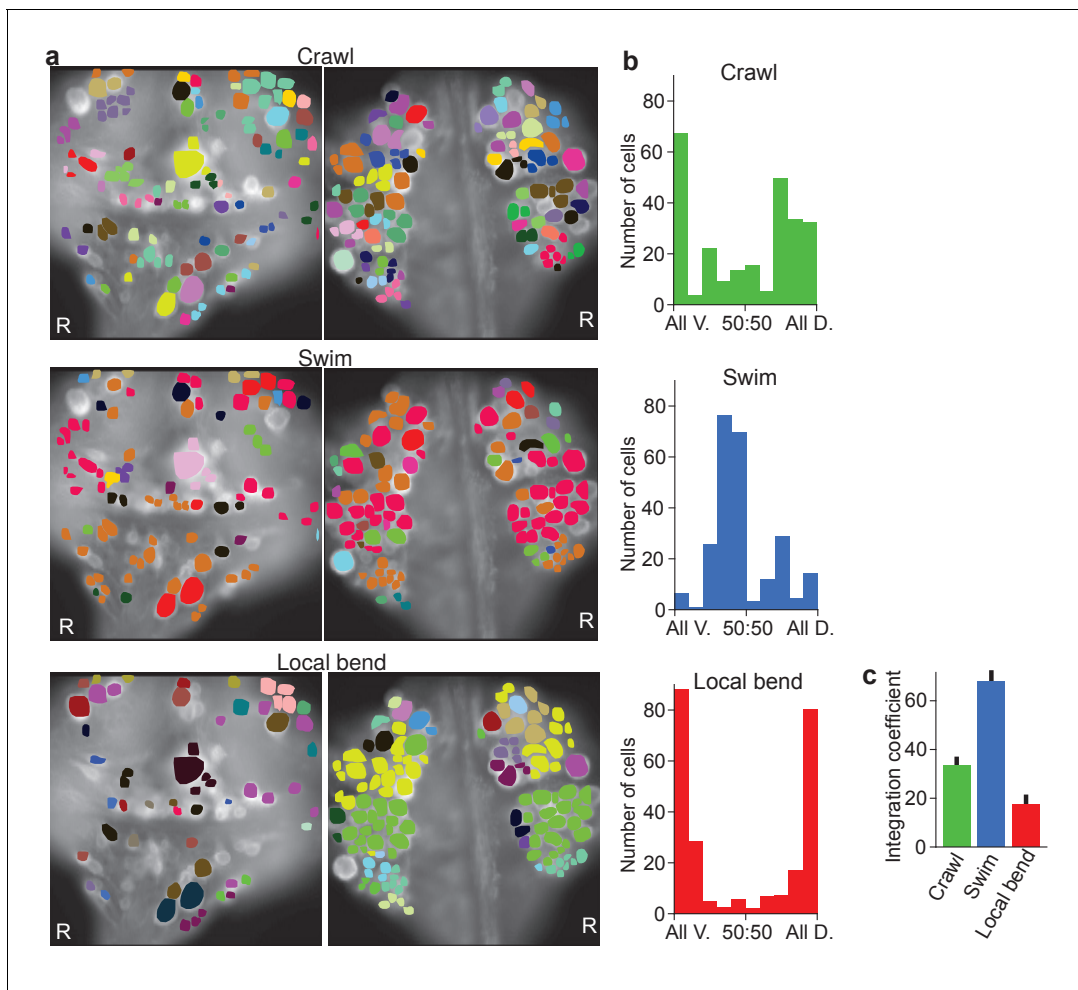 a
Crawl
R
R
Swim
R
R
Local bend
R
R
b
Crawl
Number of cells
80
60
40
20
0
All V. 50:50 All D.
Swim
Number of cells
80
60
40
20
0
All V. 50:50 All D.
Local bend
Number of cells
80
60
40
20
0
All V. 50:50 All D.
c
Integration coefficient
60
40
20
0
Crawl
Swim
Local bend